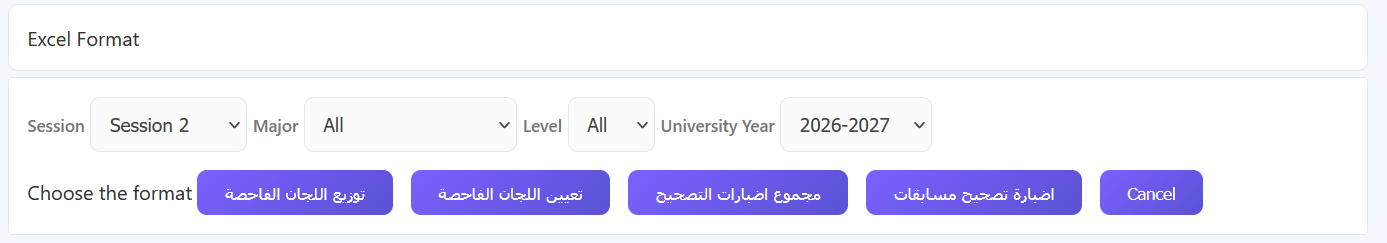 Excel Format
Session Session 2 Major All Level All University Year 2026-2027
Choose the format توزيع اللجان الفاحصة تعيين اللجان الفاحصة مجموع اضبارات التصحيح اضبارة تصحيح مسابقات Cancel